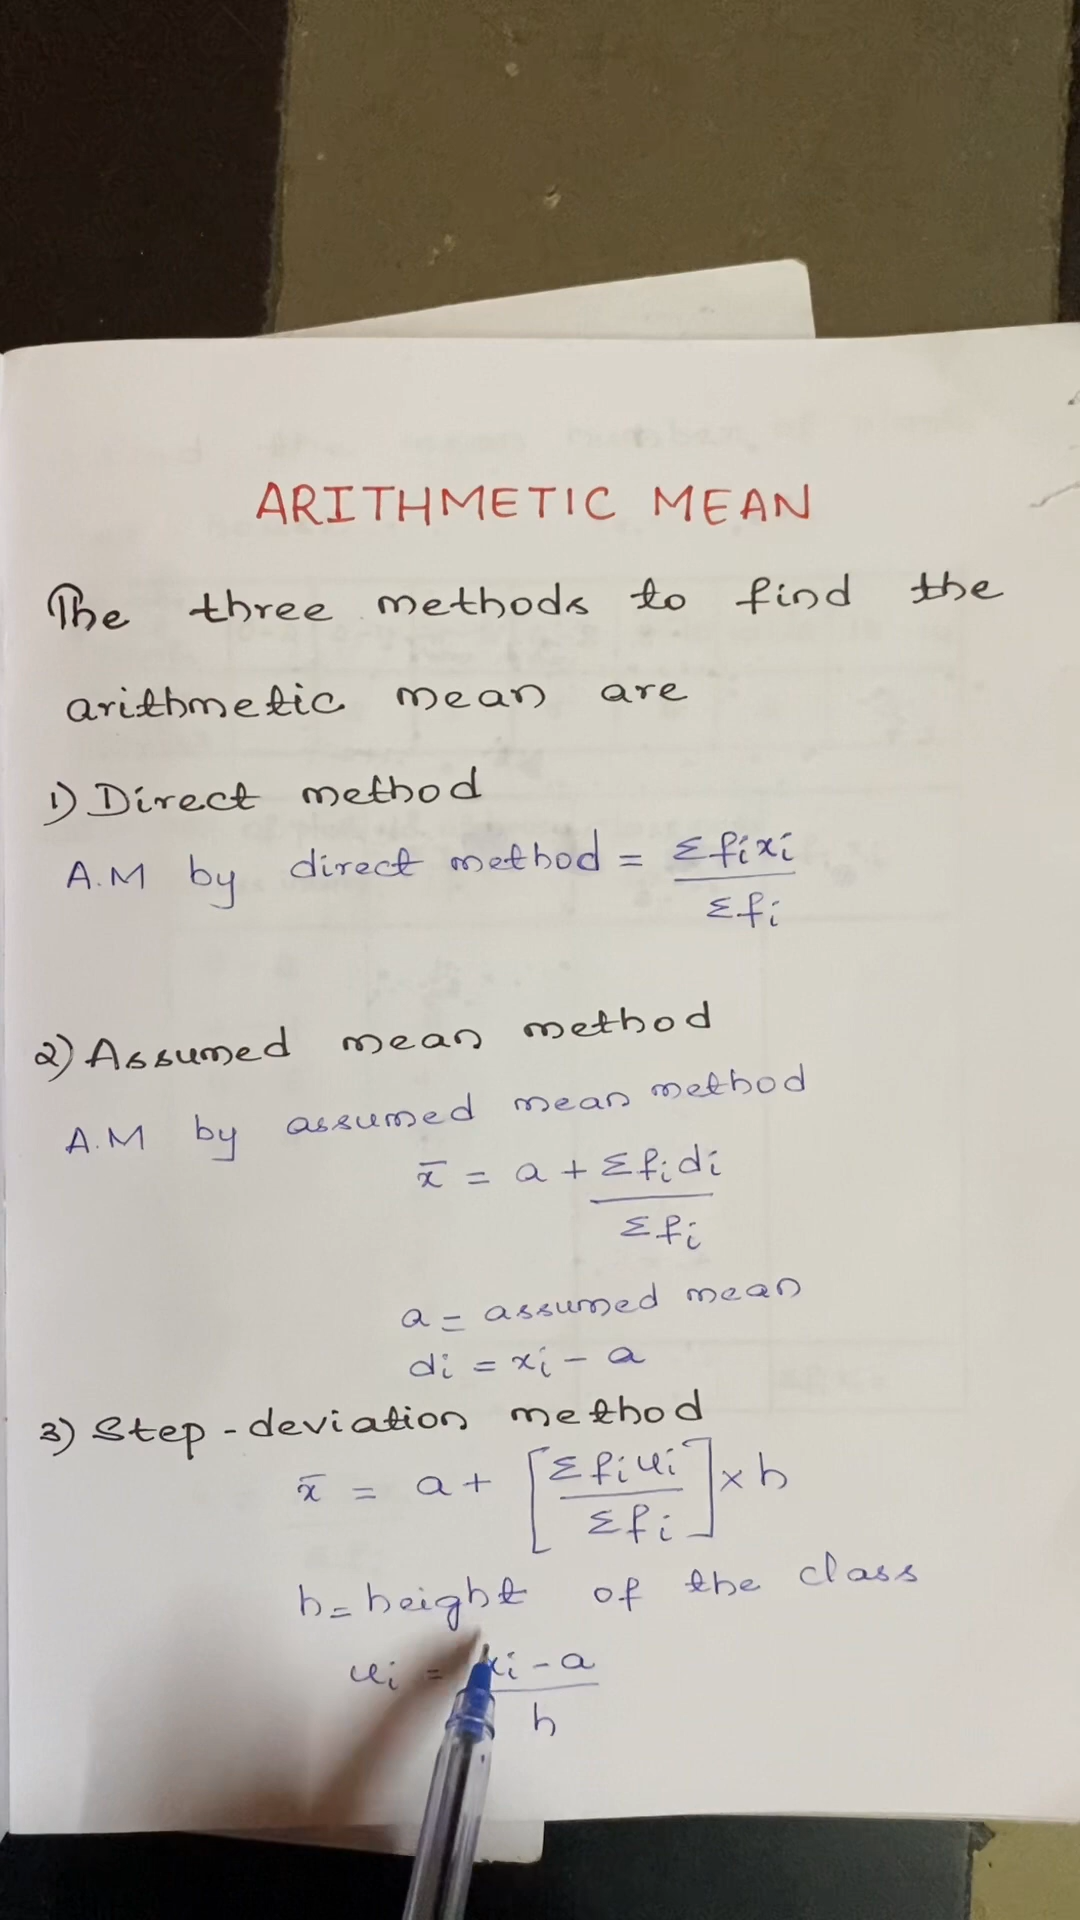 ARITHMETIC MEAN
The three methods to find the
arithmetic mean are
1) Direct method
A.M by direct method = Σfixi / Σfi
2) Assumed mean method
A.M by assumed mean method
x̄ = a + Σfidi / Σfi
a = assumed mean
di = xi - a
3) Step-deviation method
x̄ = a + [Σfiui / Σfi] × h
h = height of the class
ui = xi - a / h